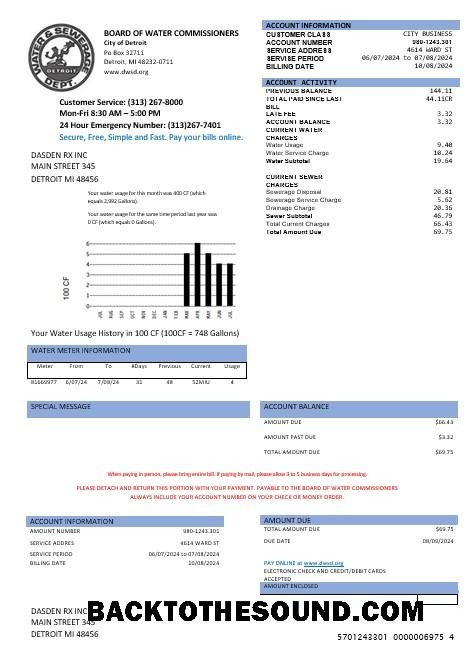 WATER & SEWERAGE
DETROIT
DEPT.
BOARD OF WATER COMMISSIONERS
City of Detroit
Po Box 32711
Detroit, MI 48232-0711
www.dwsd.org
Customer Service: (313) 267-8000
Mon-Fri 8:30 AM – 5:00 PM
24 Hour Emergency Number: (313)267-7401
Secure, Free, Simple and Fast. Pay your bills online.
DASDEN RX INC
MAIN STREET 345
DETROIT MI 48456
ACCOUNT INFORMATION
CUSTOMER CLASS CITY BUSINESS
ACCOUNT NUMBER 980-1243.301
SERVICE ADDRESS 4614 WARD ST
SERVISE PERIOD 06/07/2024 to 07/08/2024
BILLING DATE 10/08/2024
ACCOUNT ACTIVITY
PREVIOUS BALANCE 144.11
TOTAL PAID SINCE LAST 44.11CR
BILL
LATE FEE 3.32
ACCOUNT BALANCE 3.32
CURRENT WATER
CHARGES
Water Usage 9.40
Water Service Charge 10.24
Water Subtotal 19.64
CURRENT SEWER
CHARGES
Sewerage Disposal 20.81
Sewerage Service Charge 5.62
Drainage Charge 20.36
Sewer Subtotal 46.79
Total Current Charges 66.43
Total Amount Due 69.75
Your water usage for this month was 400 CF (which
equals 2,992 Gallons).
Your water usage for the same time period last year was
0 CF (which equals 0 Gallons).
100 CF
6
5
4
3
2
1
0
JUL AUG SEP OCT NOV DEC JAN FEB MAR APR MAY JUN JUL
Your Water Usage History in 100 CF (100CF = 748 Gallons)
WATER METER INFORMATION
Meter From To #Days Previous Current Usage
81669977 6/07/24 7/08/24 31 48 52MIU 4
SPECIAL MESSAGE
ACCOUNT BALANCE
AMOUNT DUE $66.43
AMOUNT PAST DUE $3.32
TOTAL AMOUNT DUE $69.75
When paying in person, please bring entire bill. If paying by mail, please allow 3 to 5 business days for processing.
PLEASE DETACH AND RETURN THIS PORTION WITH YOUR PAYMENT. PAYABLE TO THE BOARD OF WATER COMMISSIONERS
ALWAYS INCLUDE YOUR ACCOUNT NUMBER ON YOUR CHECK OR MONEY ORDER.
ACCOUNT INFORMATION
AMOUNT NUMBER 980-1243.301
SERVICE ADDRES 4614 WARD ST
SERVICE PERIOD 06/07/2024 to 07/08/2024
BILLING DATE 10/08/2024
AMOUNT DUE
TOTAL AMOUNT $69.75
DUE DATE 08/09/2024
PAY ONLINE at www.dwsd.org
ELECTRONIC CHECK AND CREDIT/DEBIT CARDS
ACCEPTED
AMOUNT ENCLOSED
DASDEN RX INC
MAIN STREET 345
DETROIT MI 48456
BACKTOTHESOUND.COM
5701243301 0000006975 4